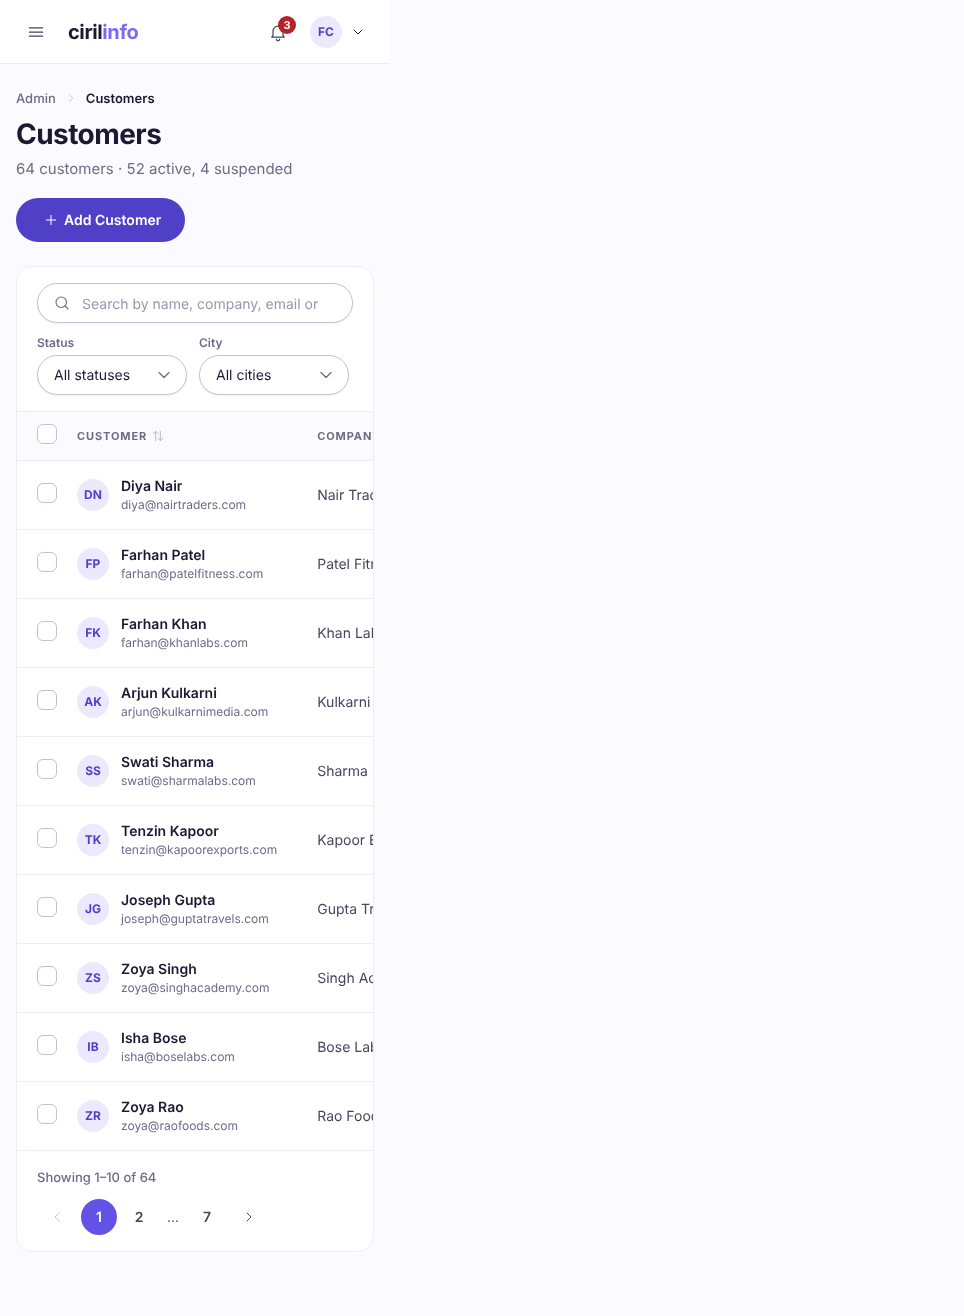 cirilinfo
3
FC
Admin
Customers
Customers
64 customers · 52 active, 4 suspended
+ Add Customer
Search by name, company, email or
Status
City
All statuses
All cities
CUSTOMER
COMPAN
DN
Diya Nair
diya@nairtraders.com
Nair Trad
FP
Farhan Patel
farhan@patelfitness.com
Patel Fitn
FK
Farhan Khan
farhan@khanlabs.com
Khan Lab
AK
Arjun Kulkarni
arjun@kulkarnimedia.com
Kulkarni
SS
Swati Sharma
swati@sharmalabs.com
Sharma
TK
Tenzin Kapoor
tenzin@kapoorexports.com
Kapoor E
JG
Joseph Gupta
joseph@guptatravels.com
Gupta Tr
ZS
Zoya Singh
zoya@singhacademy.com
Singh Ac
IB
Isha Bose
isha@boselabs.com
Bose Lab
ZR
Zoya Rao
zoya@raofoods.com
Rao Food
Showing 1–10 of 64
1 2 … 7